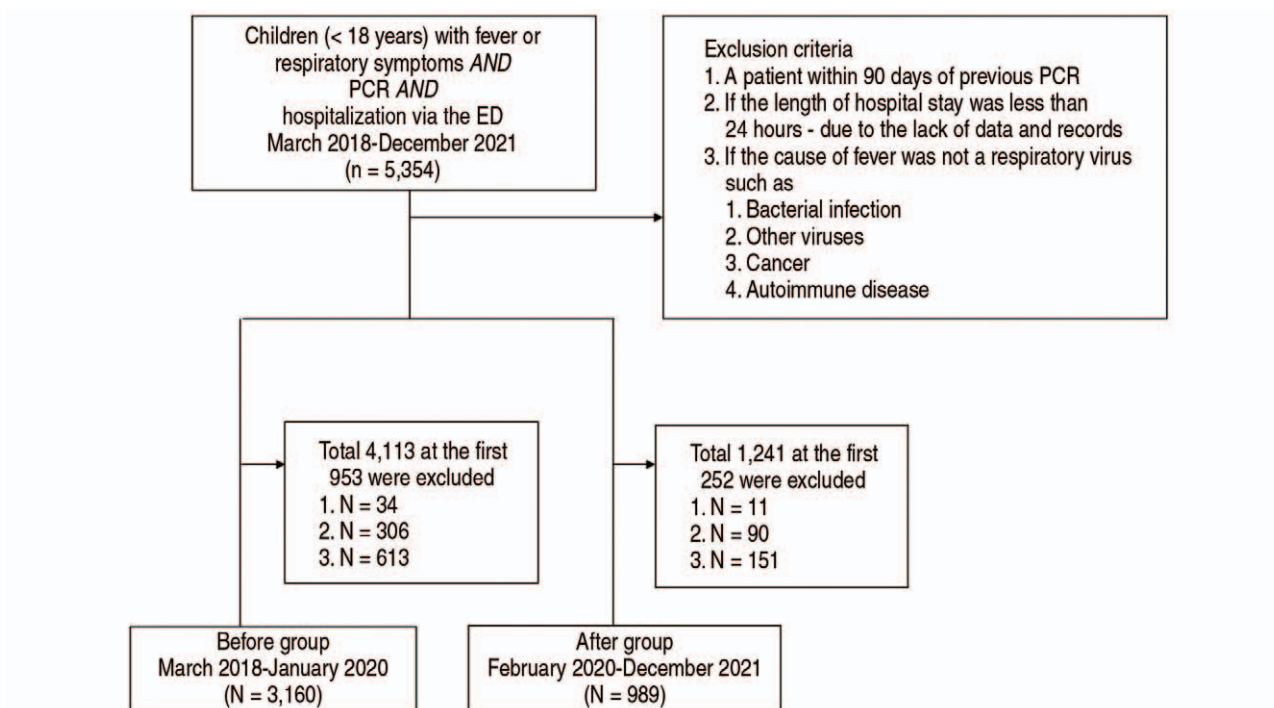 Children (< 18 years) with fever or
respiratory symptoms AND
PCR AND
hospitalization via the ED
March 2018-December 2021
(n = 5,354)
Exclusion criteria
1. A patient within 90 days of previous PCR
2. If the length of hospital stay was less than
24 hours - due to the lack of data and records
3. If the cause of fever was not a respiratory virus
such as
1. Bacterial infection
2. Other viruses
3. Cancer
4. Autoimmune disease
Total 4,113 at the first
953 were excluded
1. N = 34
2. N = 306
3. N = 613
Total 1,241 at the first
252 were excluded
1. N = 11
2. N = 90
3. N = 151
Before group
March 2018-January 2020
(N = 3,160)
After group
February 2020-December 2021
(N = 989)